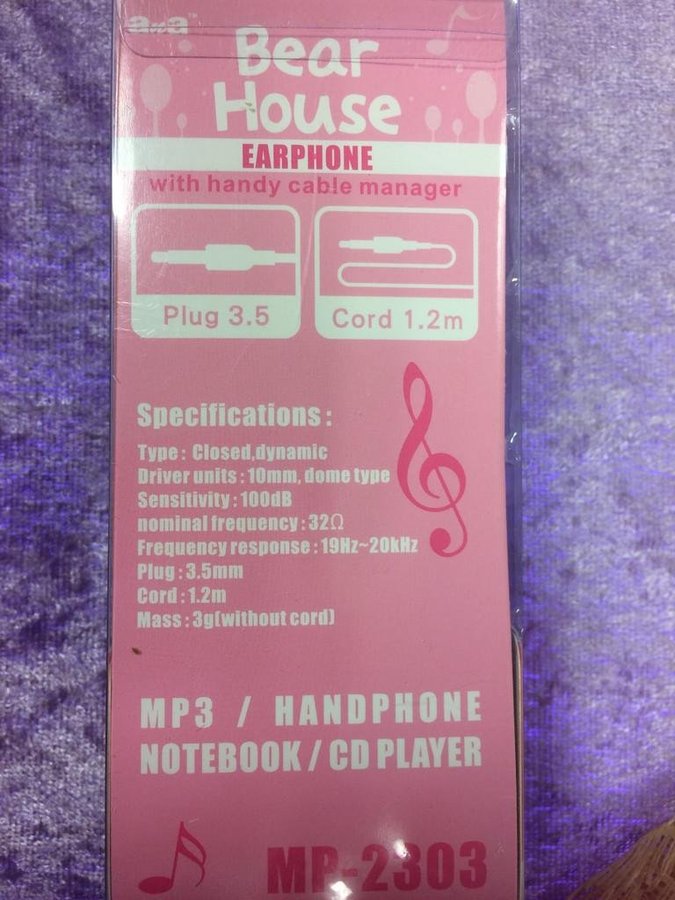 Bear
House
EARPHONE
with handy cable manager
Plug 3.5
Cord 1.2m
Specifications :
Type : Closed,dynamic
Driver units : 10mm, dome type
Sensitivity : 100dB
nominal frequency : 32Ω
Frequency response : 19Hz~20kHz
Plug : 3.5mm
Cord : 1.2m
Mass : 3g(without cord)
MP3 / HANDPHONE
NOTEBOOK / CD PLAYER
MP-2303